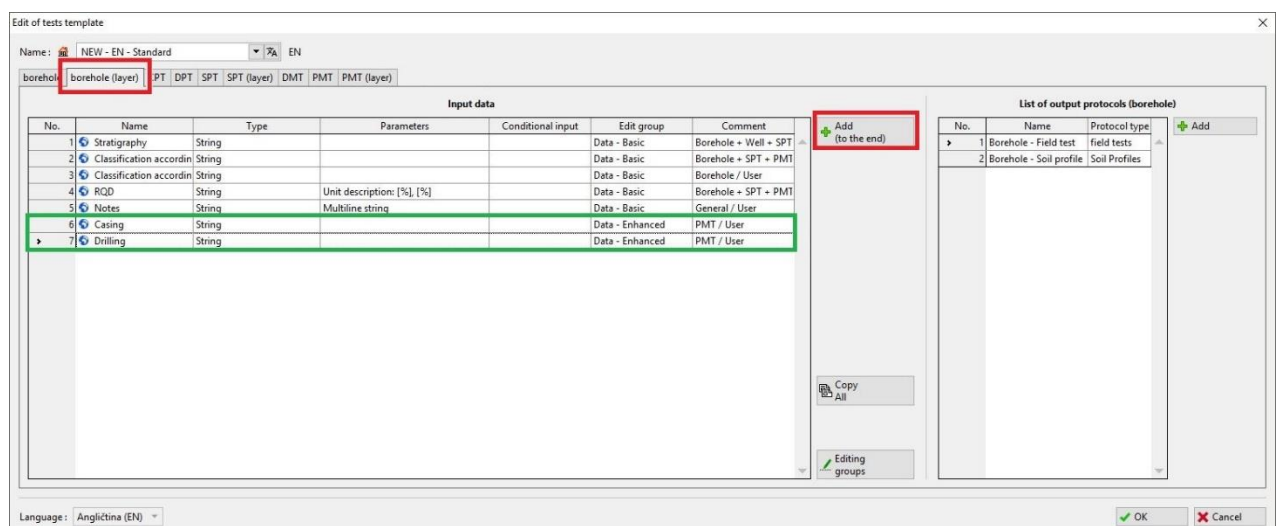 Edit of tests template
Name: NEW - EN - Standard EN
borehole borehole (layer) CPT DPT SPT SPT (layer) DMT PMT PMT (layer)
Input data
No. Name Type Parameters Conditional input Edit group Comment
1 Stratigraphy String Data - Basic Borehole + Well + SPT
2 Classification accordin String Data - Basic Borehole + SPT + PMT
3 Classification accordin String Data - Basic Borehole / User
4 RQD String Unit description: [%], [%] Data - Basic Borehole + SPT + PMT
5 Notes String Multiline string Data - Basic General / User
6 Casing String Data - Enhanced PMT / User
7 Drilling String Data - Enhanced PMT / User
Add
(to the end)
Copy
All
Editing
groups
List of output protocols (borehole)
No. Name Protocol type
1 Borehole - Field test field tests
2 Borehole - Soil profile Soil Profiles
Add
Language: Angličtina (EN)
OK Cancel